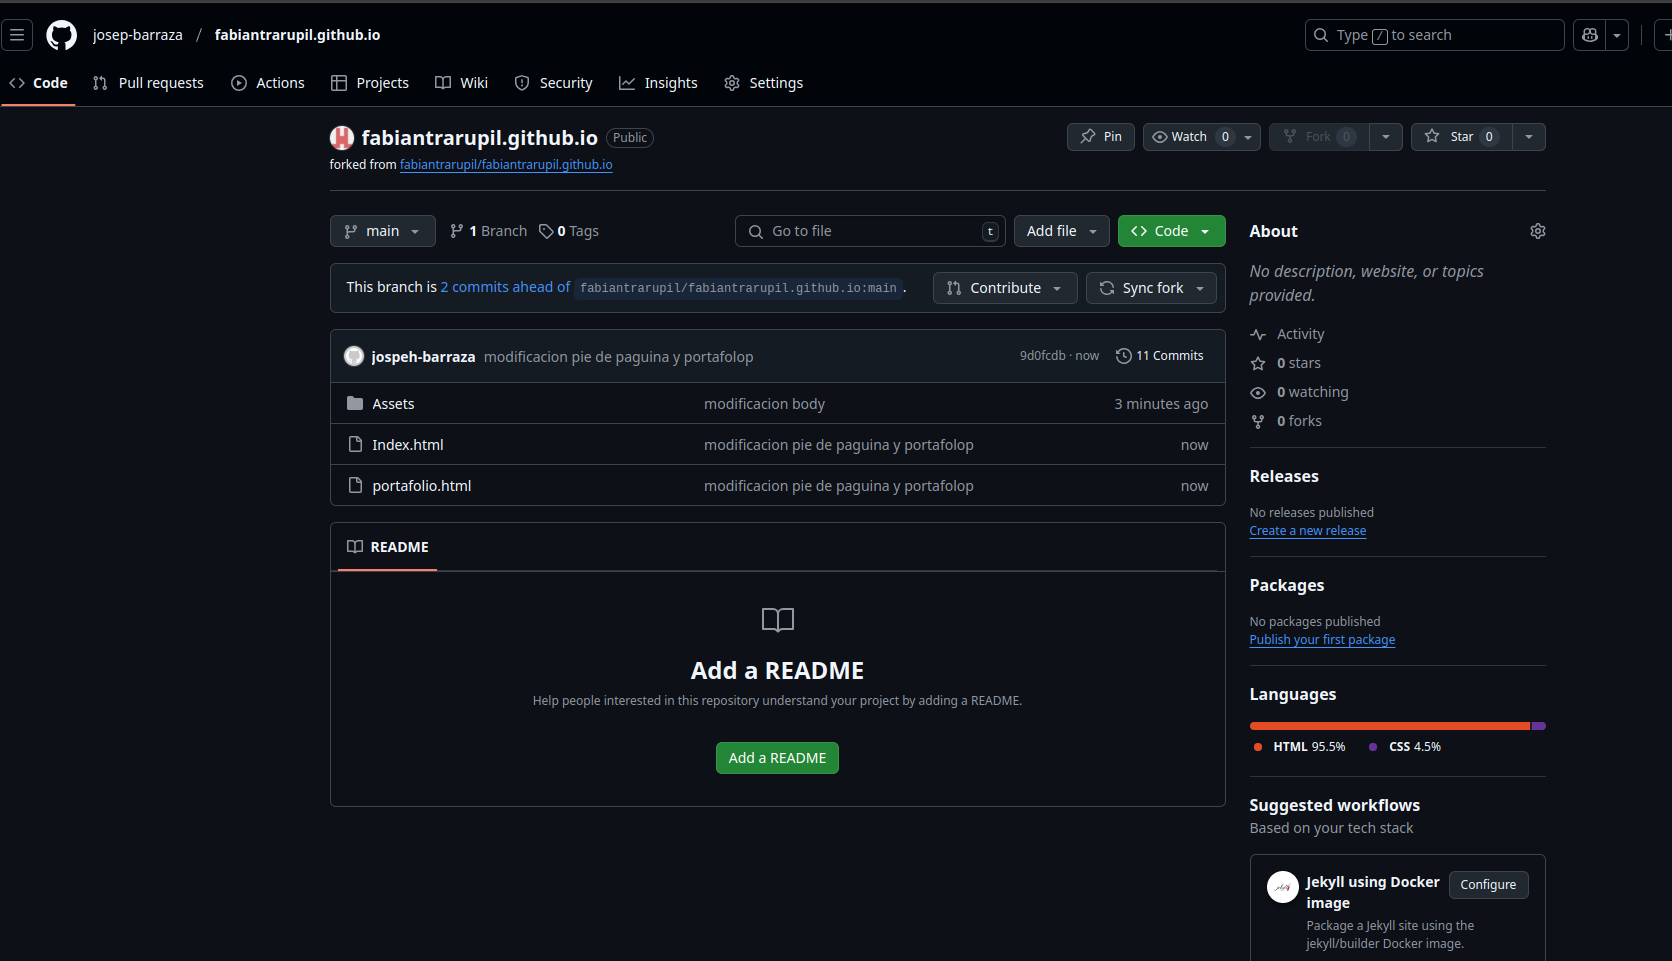 josep-barraza / fabiantrarupil.github.io
Type / to search
Code Pull requests Actions Projects Wiki Security Insights Settings
fabiantrarupil.github.io Public
Pin Watch 0 Fork 0 Star 0
forked from fabiantrarupil/fabiantrarupil.github.io
main 1 Branch 0 Tags
Go to file t Add file Code
This branch is 2 commits ahead of fabiantrarupil/fabiantrarupil.github.io:main .
Contribute Sync fork
jospeh-barraza modificacion pie de paguina y portafolop 9d0fcdb · now 11 Commits
Assets modificacion body 3 minutes ago
Index.html modificacion pie de paguina y portafolop now
portafolio.html modificacion pie de paguina y portafolop now
README
Add a README
Help people interested in this repository understand your project by adding a README.
Add a README
About
No description, website, or topics
provided.
Activity
0 stars
0 watching
0 forks
Releases
No releases published
Create a new release
Packages
No packages published
Publish your first package
Languages
HTML 95.5% CSS 4.5%
Suggested workflows
Based on your tech stack
Jekyll using Docker
image
Configure
Package a Jekyll site using the
jekyll/builder Docker image.